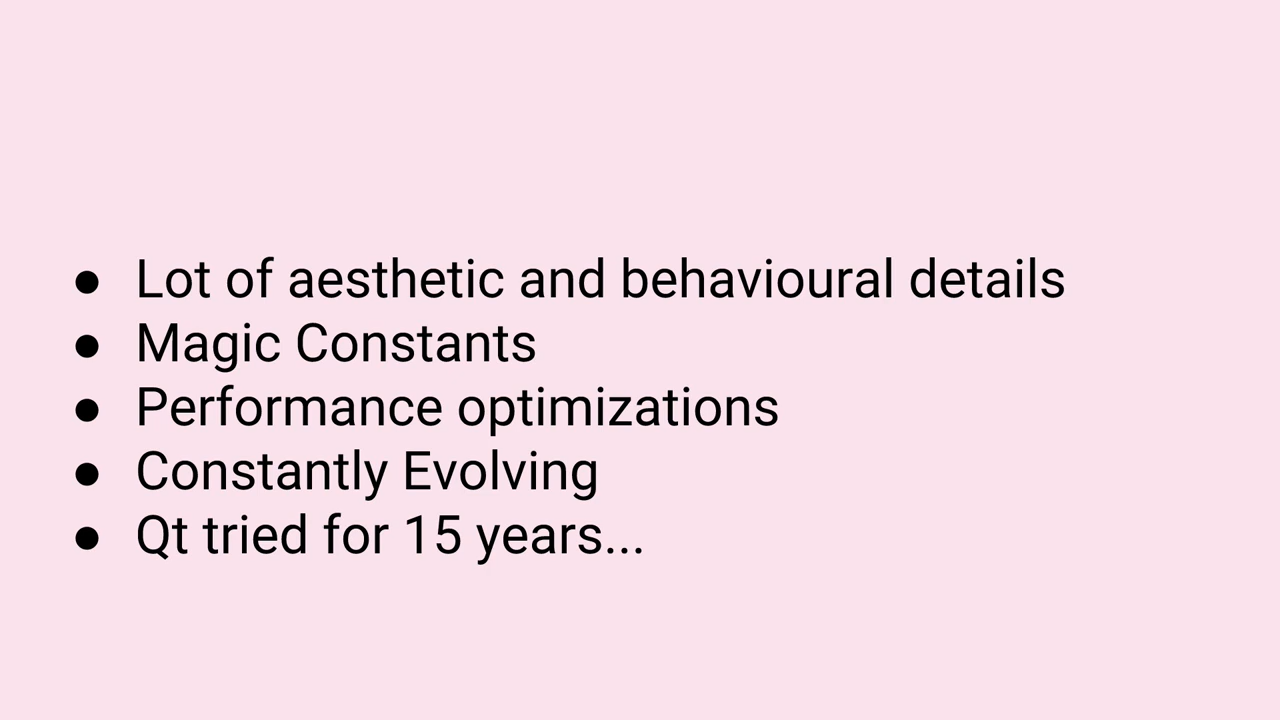 ● Lot of aesthetic and behavioural details
● Magic Constants
● Performance optimizations
● Constantly Evolving
● Qt tried for 15 years...